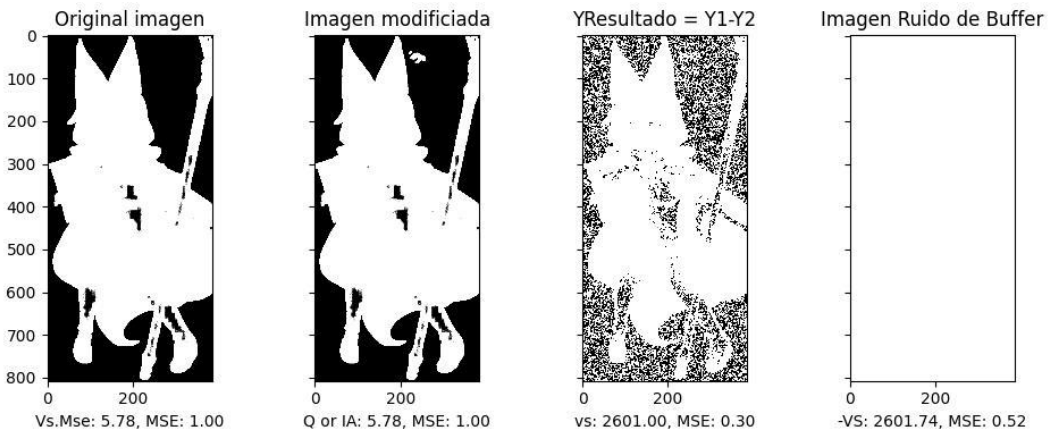 Original imagen
Imagen modificiada
YResultado = Y1-Y2
Imagen Ruido de Buffer
0
100
200
300
400
500
600
700
800
0 200
0 200
0 200
0 200
Vs.Mse: 5.78, MSE: 1.00
Q or IA: 5.78, MSE: 1.00
vs: 2601.00, MSE: 0.30
-VS: 2601.74, MSE: 0.52